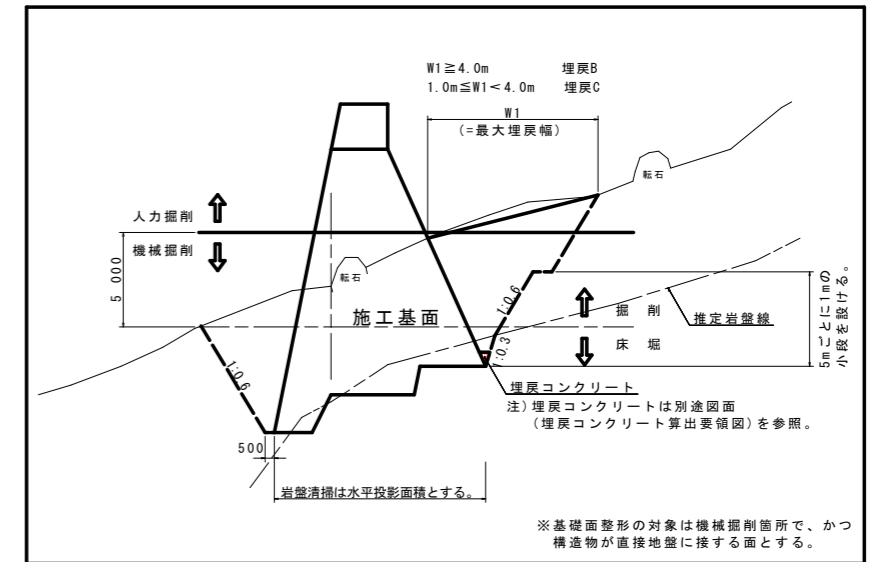 W1≧4.0m 埋戻B
1.0m≦W1<4.0m 埋戻C
W1
(=最大埋戻幅)
転石
人力掘削
機械掘削
5 000
転石
施工基面
1:0.6
掘 削
床 堀
推定岩盤線
5mごとに1mの
小段を設ける。
1:0.3
1:0.6
埋戻コンクリート
注)埋戻コンクリートは別途図面
(埋戻コンクリート算出要領図)を参照。
500
岩盤清掃は水平投影面積とする。
※基礎面整形の対象は機械掘削箇所で、かつ
構造物が直接地盤に接する面とする。